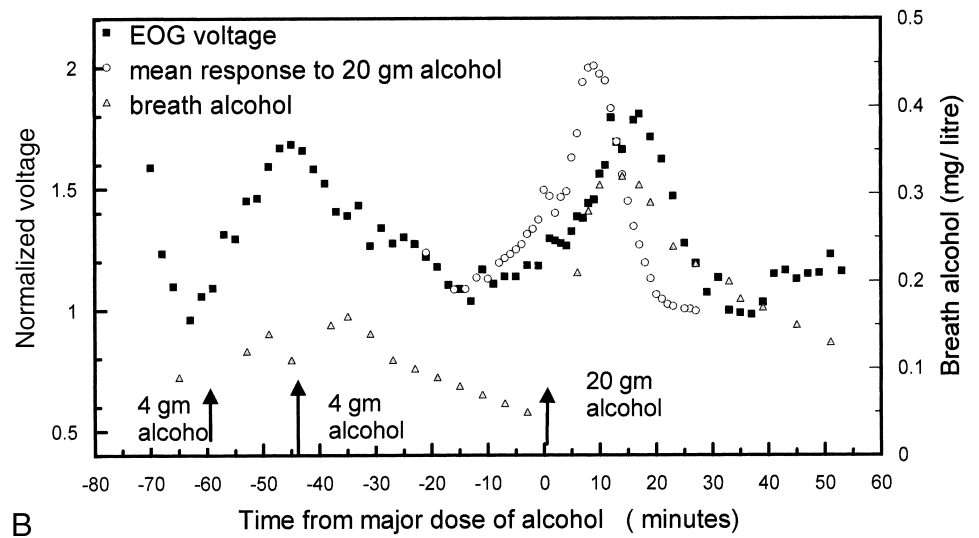 EOG voltage
mean response to 20 gm alcohol
breath alcohol
Normalized voltage
2
1.5
1
0.5
0.5
0.4
0.3
0.2
0.1
0
Breath alcohol (mg/ litre)
4 gm
alcohol
4 gm
alcohol
20 gm
alcohol
-80 -70 -60 -50 -40 -30 -20 -10 0 10 20 30 40 50 60
Time from major dose of alcohol ( minutes)
B